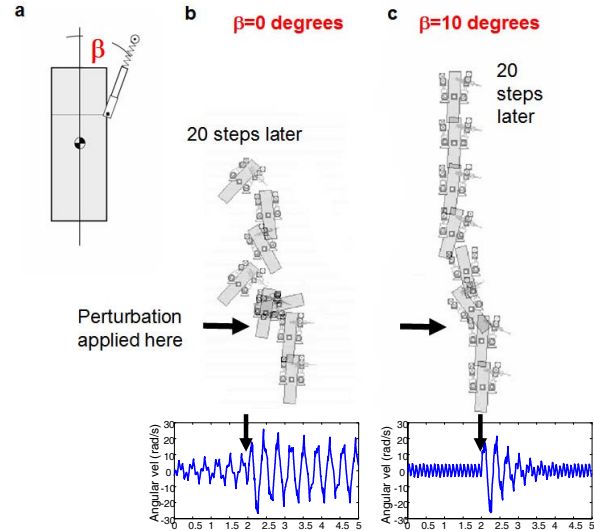 a
β
b
β=0 degrees
20 steps later
Perturbation
applied here
Angular vel (rad/s)
30
20
10
0
-10
-20
-30
0 0.5 1 1.5 2 2.5 3 3.5 4 4.5 5
c
β=10 degrees
20
steps
later
Angular vel (rad/s)
30
20
10
0
-10
-20
-30
0 0.5 1 1.5 2 2.5 3 3.5 4 4.5 5